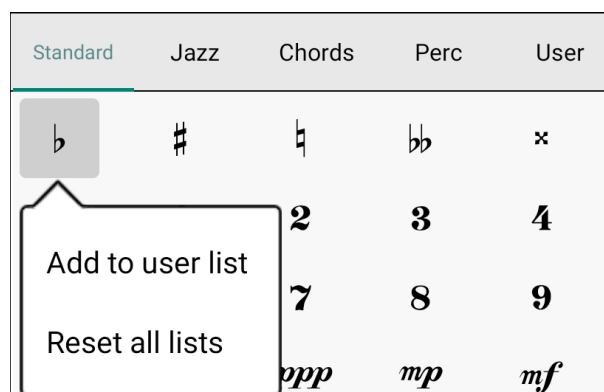 Standard Jazz Chords Perc User
♭ ♯ ♮ 𝄫 𝄪
2 3 4
Add to user list
7 8 9
Reset all lists
ppp mp mf